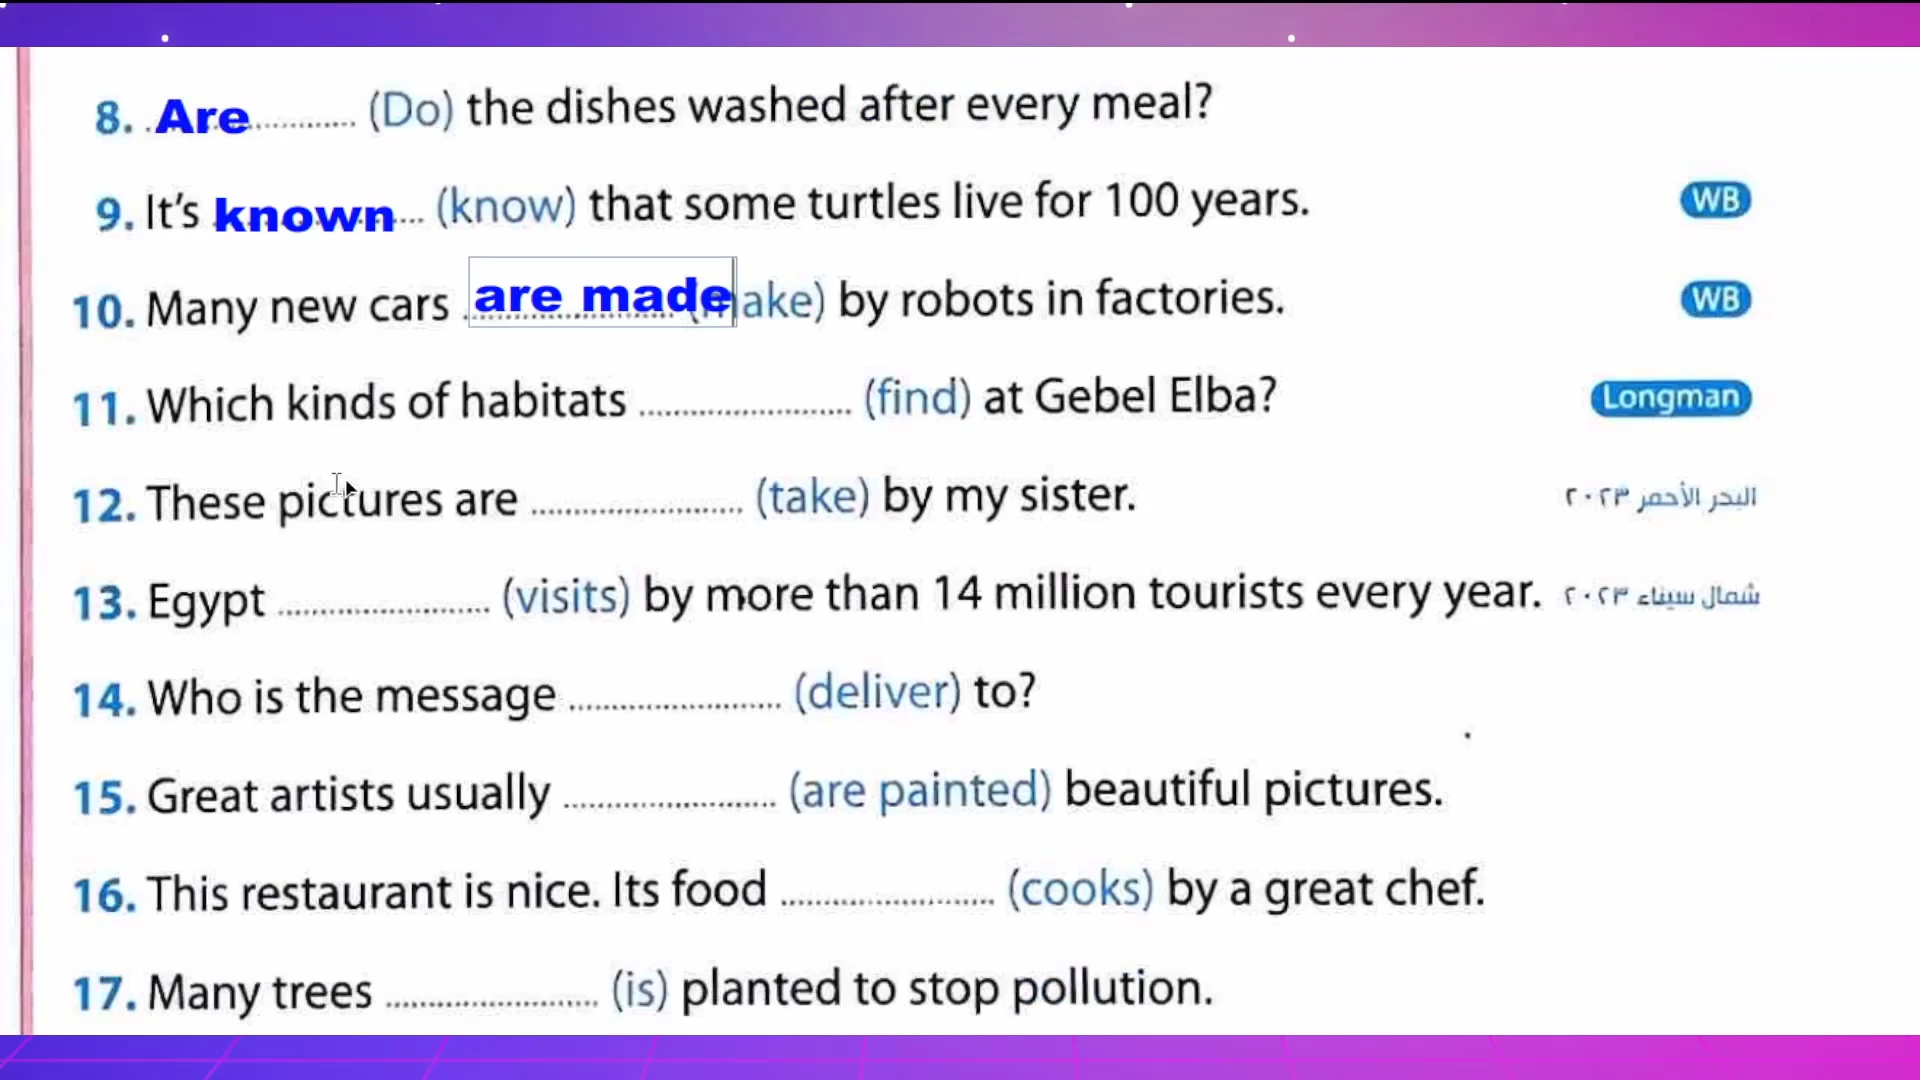 8. Are .......... (Do) the dishes washed after every meal?
9. It's known ... (know) that some turtles live for 100 years. WB
10. Many new cars are made ake) by robots in factories. WB
11. Which kinds of habitats .......... (find) at Gebel Elba? Longman
12. These pictures are .......... (take) by my sister. البحر الأحمر ٢٠٢٣
13. Egypt .......... (visits) by more than 14 million tourists every year. شمال سيناء ٢٠٢٣
14. Who is the message .......... (deliver) to?
15. Great artists usually .......... (are painted) beautiful pictures.
16. This restaurant is nice. Its food .......... (cooks) by a great chef.
17. Many trees .......... (is) planted to stop pollution.